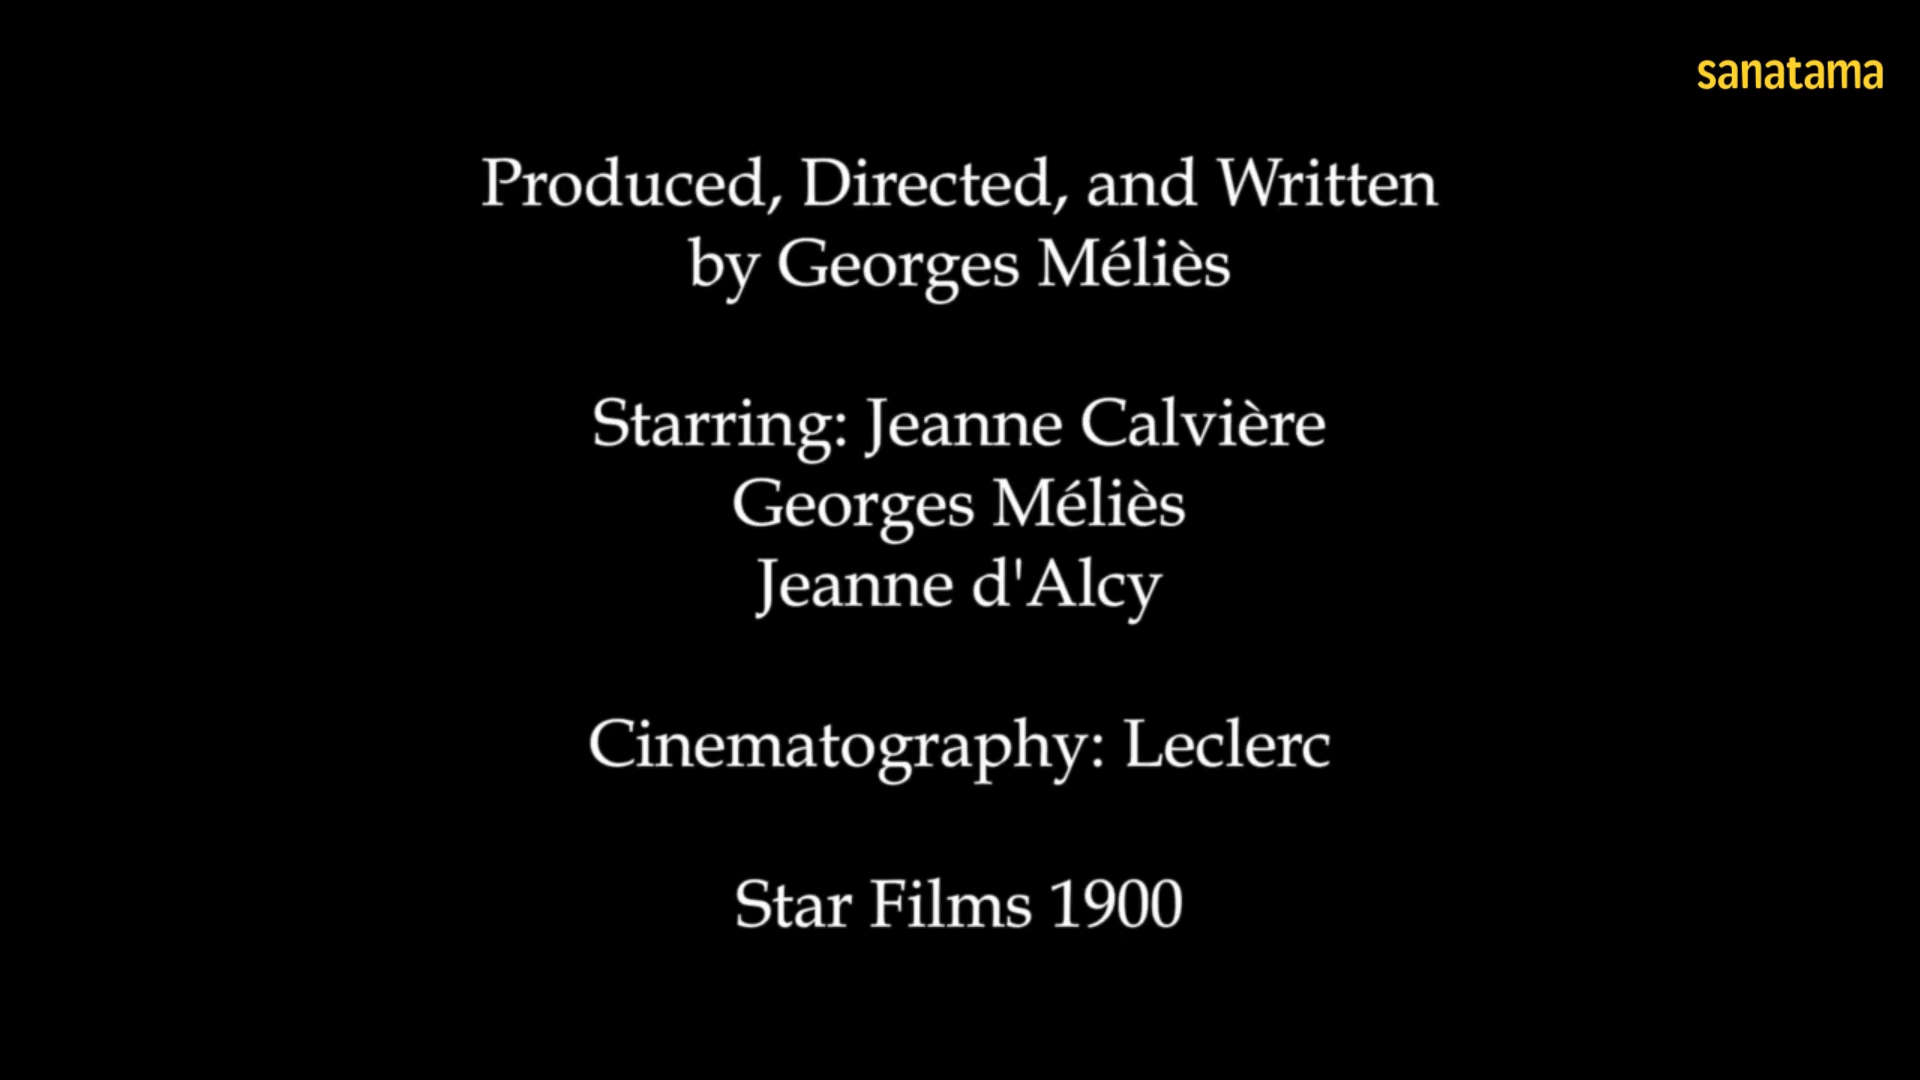 sanatama
Produced, Directed, and Written
by Georges Méliès
Starring: Jeanne Calvière
Georges Méliès
Jeanne d'Alcy
Cinematography: Leclerc
Star Films 1900